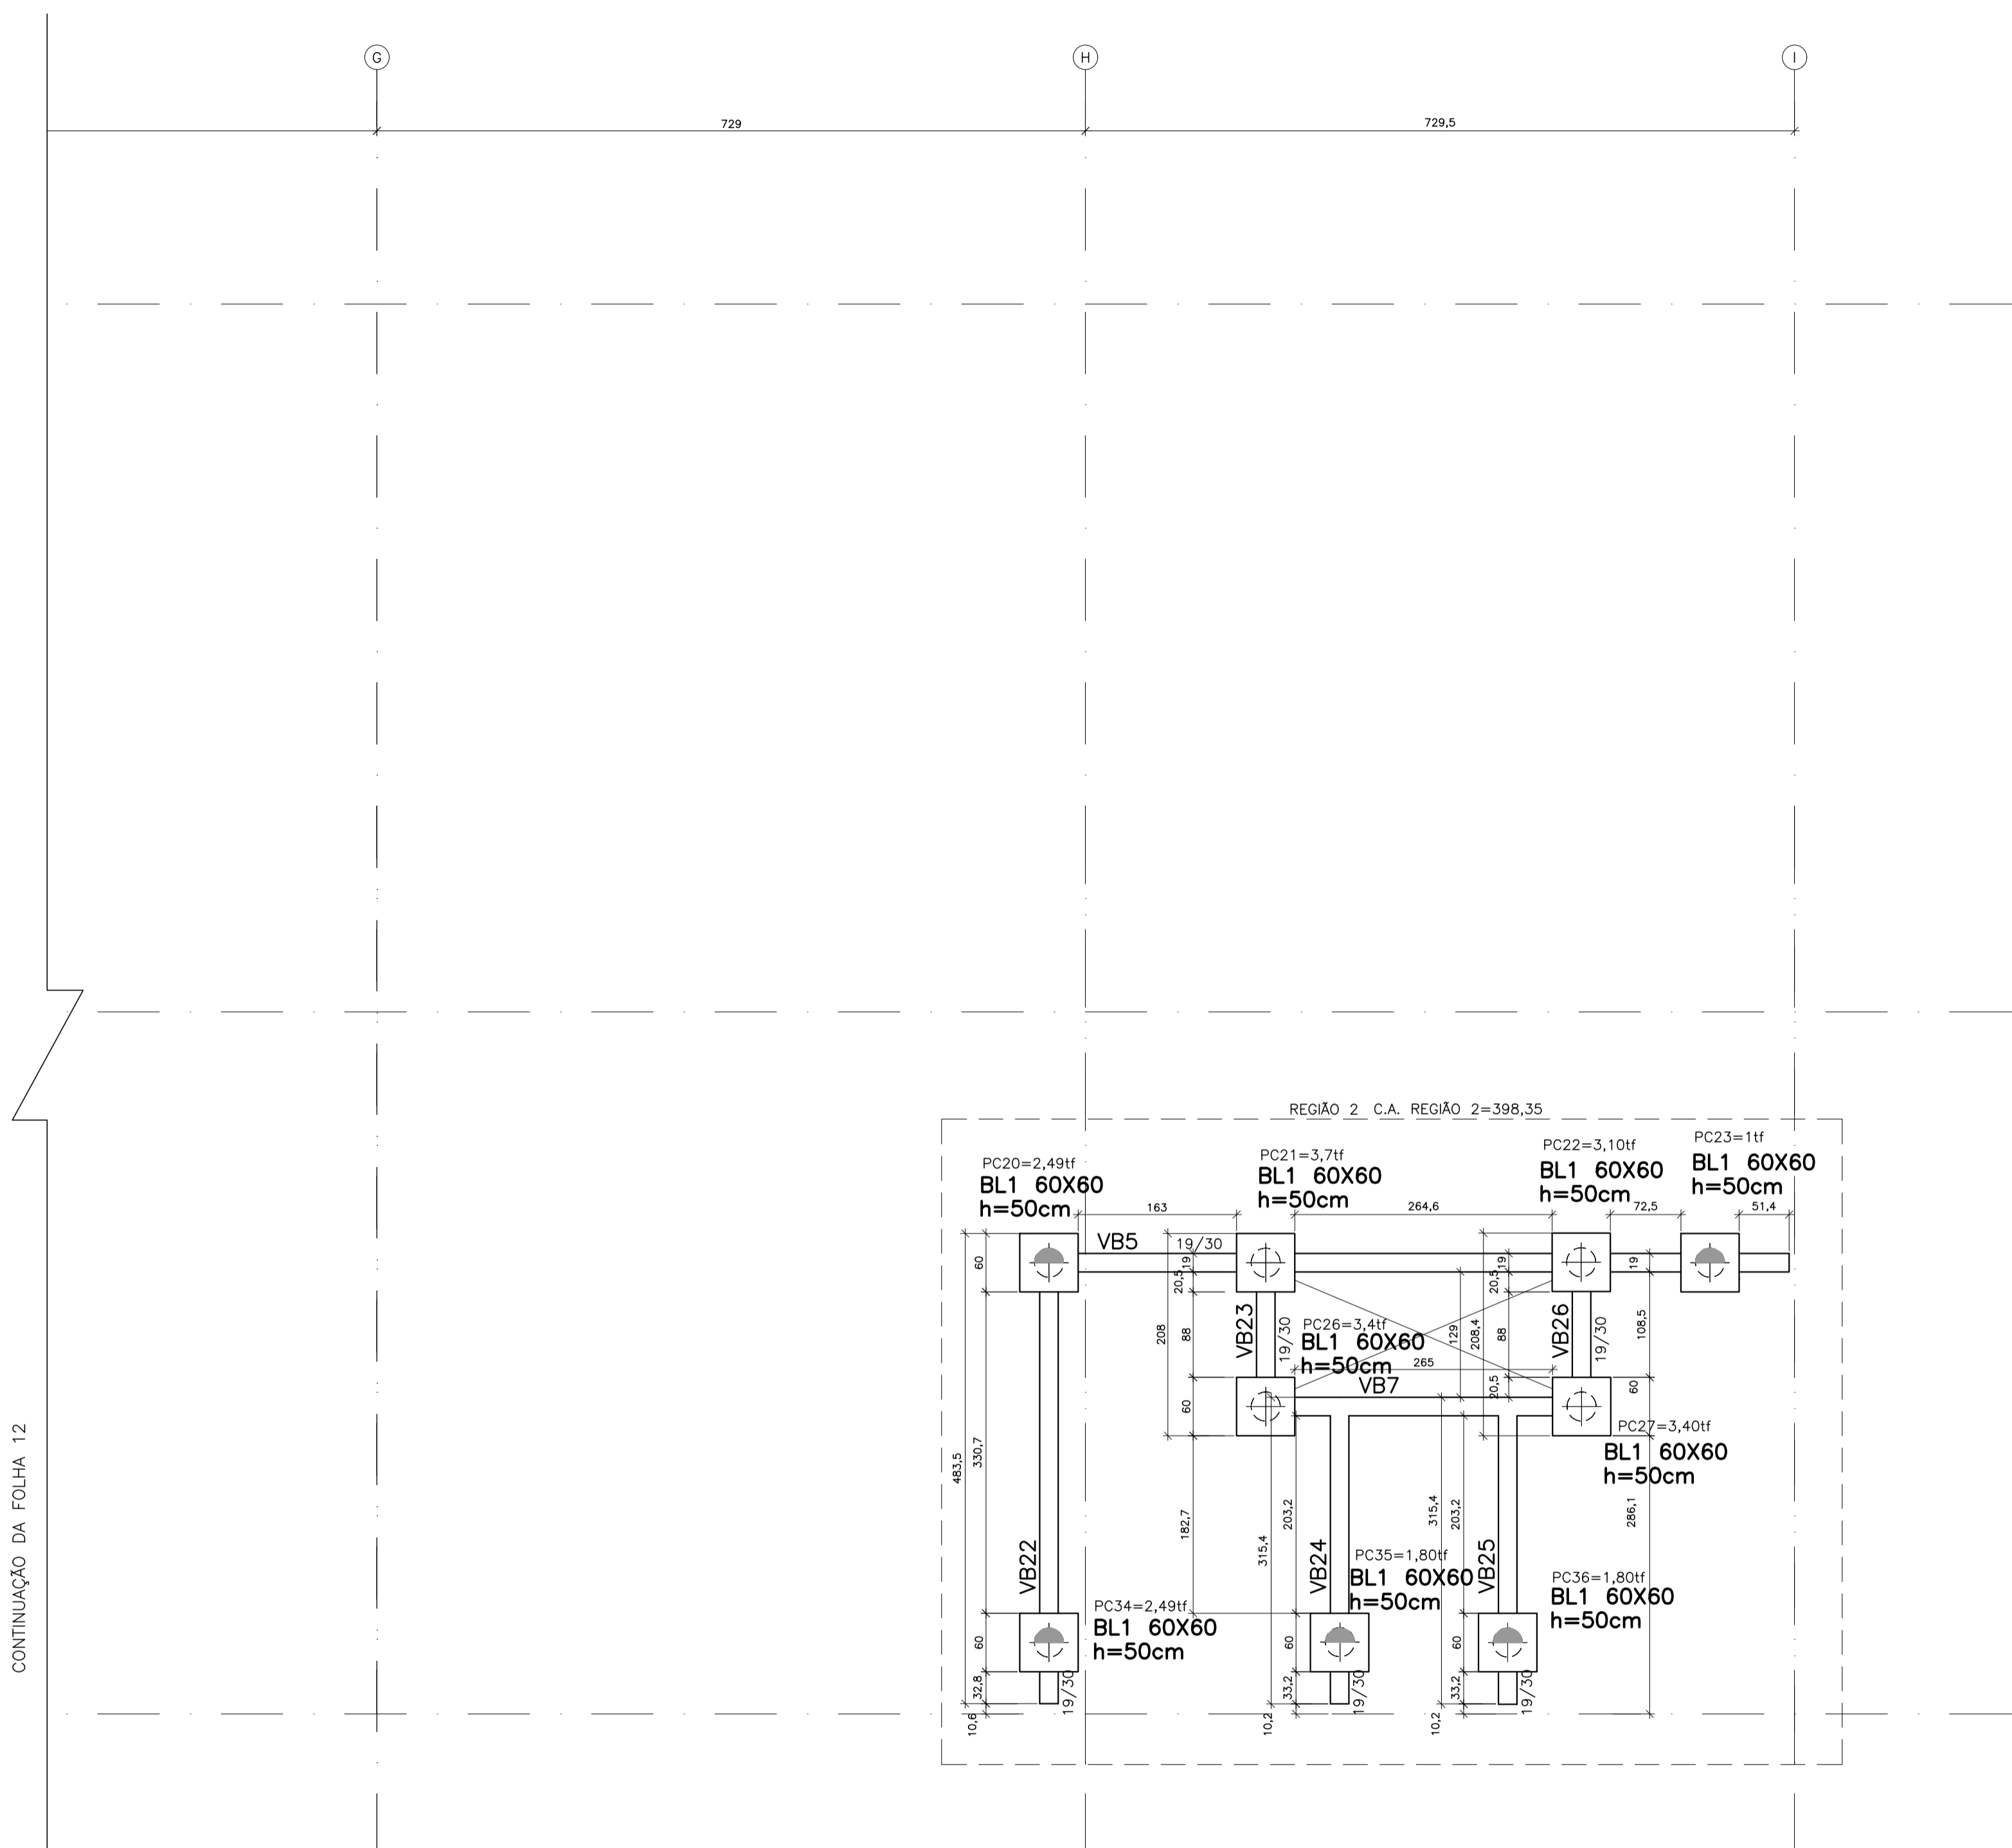 G
H
I
729
729,5
REGIÃO 2 C.A. REGIÃO 2=398,35
PC20=2,49tf
BL1 60X60
h=50cm
PC21=3,7tf
BL1 60X60
h=50cm
PC22=3,10tf
BL1 60X60
h=50cm
PC23=1tf
BL1 60X60
h=50cm
163
264,6
72,5
51,4
VB5
19/30
60
19
20,5
19
20,5
19
208
88
VB23
19/30
PC26=3,4tf
BL1 60X60
h=50cm
129
208,4
88
VB26
19/30
108,5
265
VB7
20,5
60
60
PC27=3,40tf
BL1 60X60
h=50cm
483,5
330,7
182,7
315,4
203,2
315,4
203,2
286,1
VB22
VB24
VB25
PC35=1,80tf
BL1 60X60
h=50cm
PC36=1,80tf
BL1 60X60
h=50cm
PC34=2,49tf
BL1 60X60
h=50cm
60
60
60
32,8
19/30
33,2
19/30
33,2
19/30
10,6
10,2
10,2
CONTINUAÇÃO DA FOLHA 12